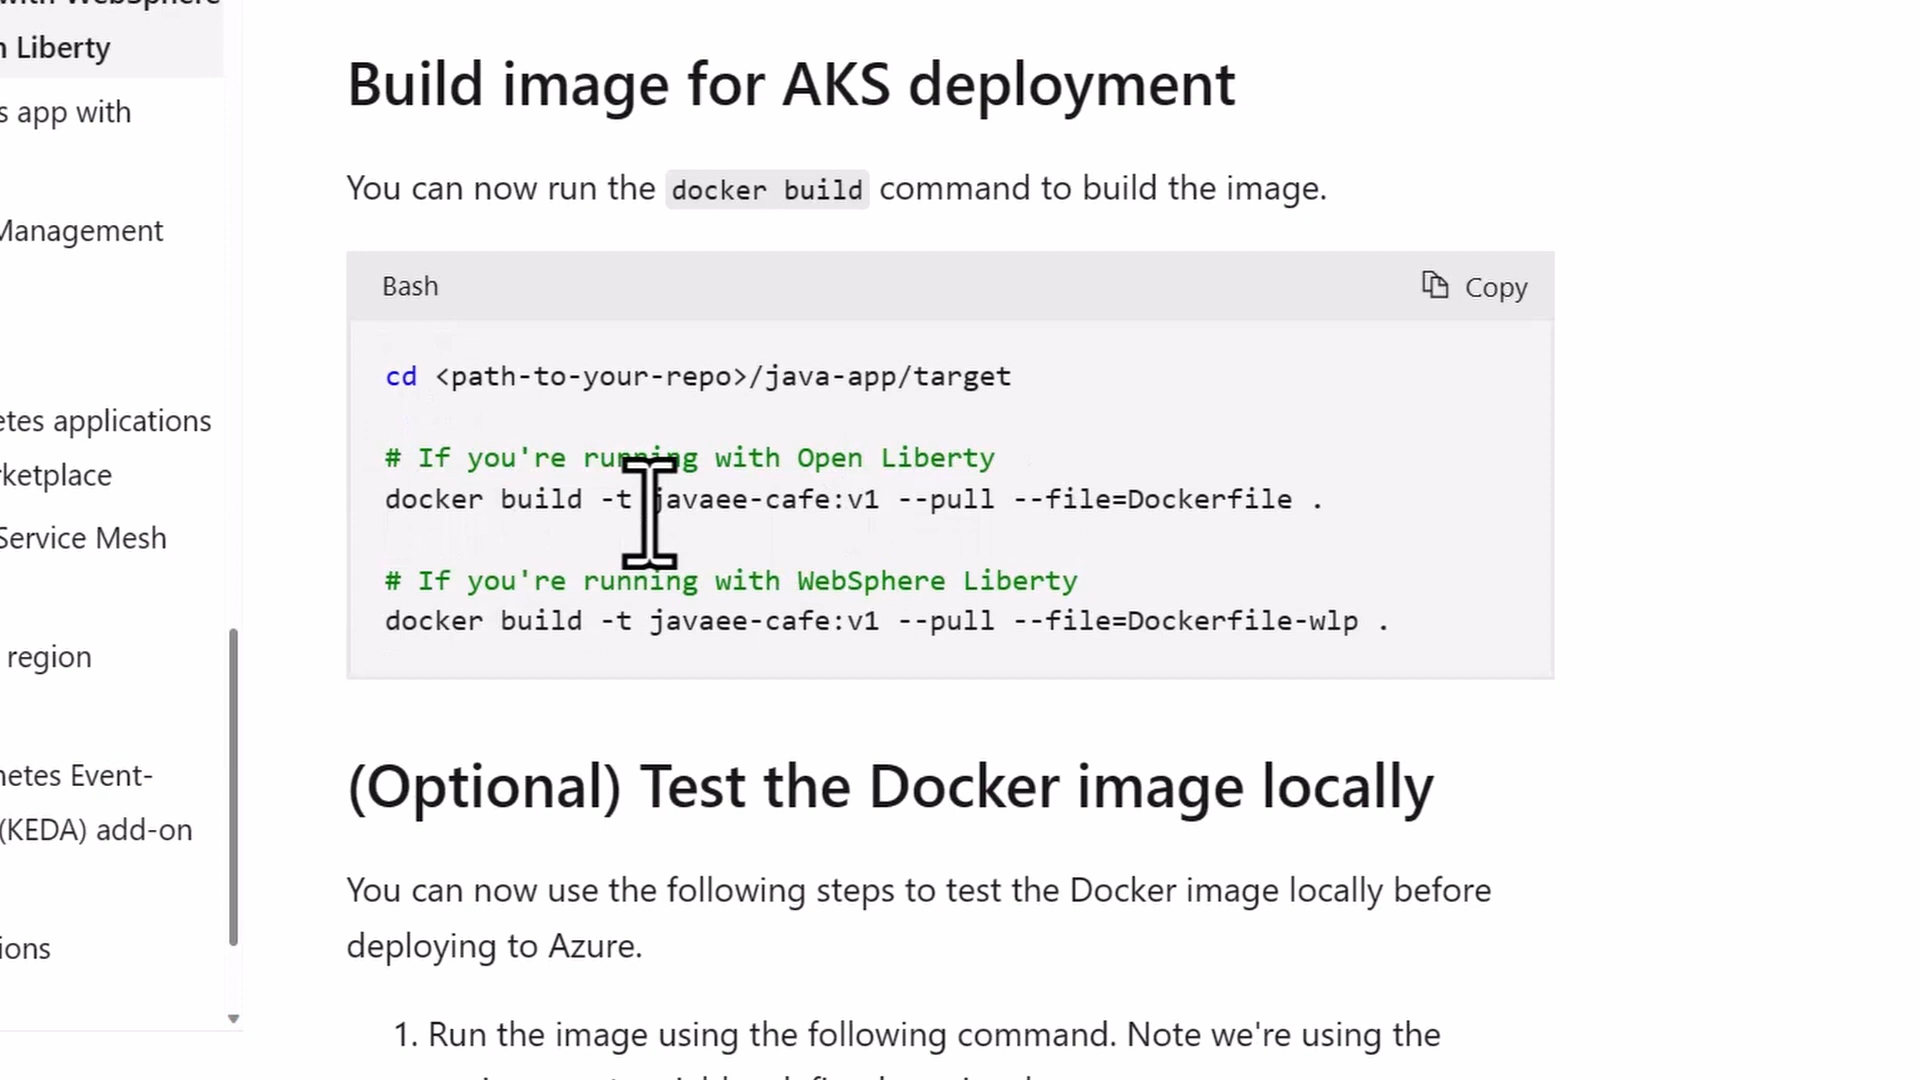 Liberty
app with
Management
applications
Service Mesh
region
Event-
(KEDA) add-on
Build image for AKS deployment
You can now run the docker build command to build the image.
Bash Copy
cd <path-to-your-repo>/java-app/target
# If you're running with Open Liberty
docker build -t javaee-cafe:v1 --pull --file=Dockerfile .
# If you're running with WebSphere Liberty
docker build -t javaee-cafe:v1 --pull --file=Dockerfile-wlp .
(Optional) Test the Docker image locally
You can now use the following steps to test the Docker image locally before
deploying to Azure.
1. Run the image using the following command. Note we're using the